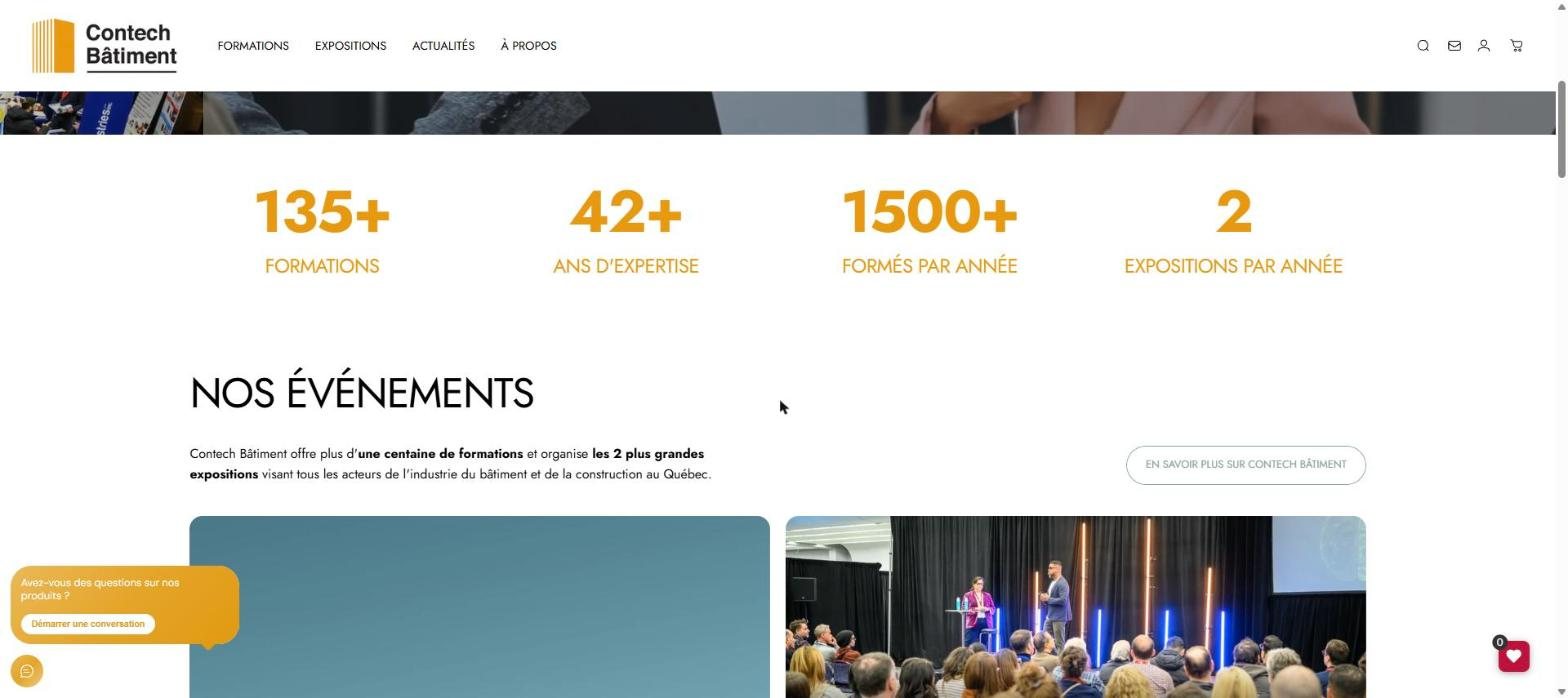 Contech
Bâtiment
FORMATIONS
EXPOSITIONS
ACTUALITÉS
À PROPOS
stries.
135+
42+
1500+
2
FORMATIONS
ANS D'EXPERTISE
FORMÉS PAR ANNÉE
EXPOSITIONS PAR ANNÉE
NOS ÉVÉNEMENTS
Contech Bâtiment offre plus d'une centaine de formations et organise les 2 plus grandes
expositions visant tous les acteurs de l'industrie du bâtiment et de la construction au Québec.
EN SAVOIR PLUS SUR CONTECH BÂTIMENT
Avez-vous des questions sur nos
produits ?
Démarrer une conversation
0